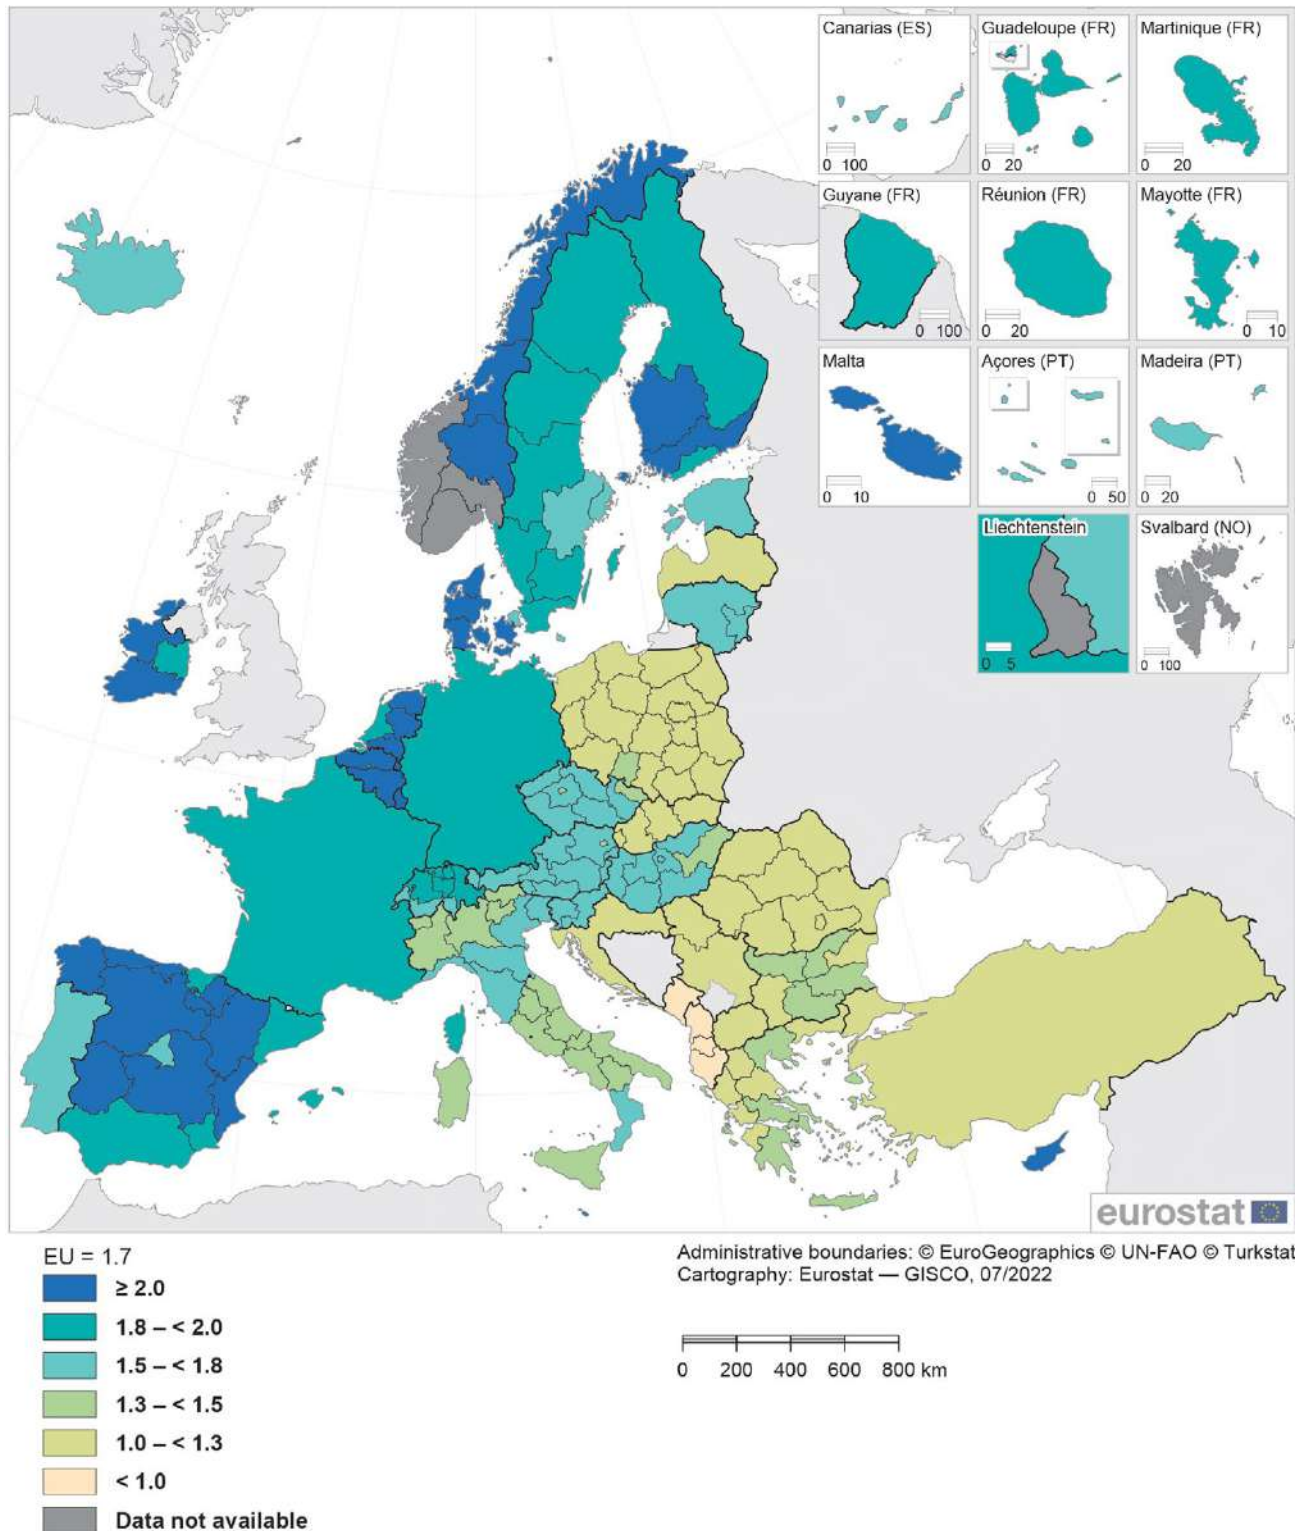 Canarias (ES)
0 100
Guadeloupe (FR)
0 20
Martinique (FR)
0 20
Guyane (FR)
0 100
Réunion (FR)
0 20
Mayotte (FR)
0 10
Malta
0 10
Açores (PT)
0 50
Madeira (PT)
0 20
Liechtenstein
0 5
Svalbard (NO)
0 100
eurostat
EU = 1.7
≥ 2.0
1.8 – < 2.0
1.5 – < 1.8
1.3 – < 1.5
1.0 – < 1.3
< 1.0
Data not available
Administrative boundaries: © EuroGeographics © UN-FAO © Turkstat
Cartography: Eurostat — GISCO, 07/2022
0 200 400 600 800 km